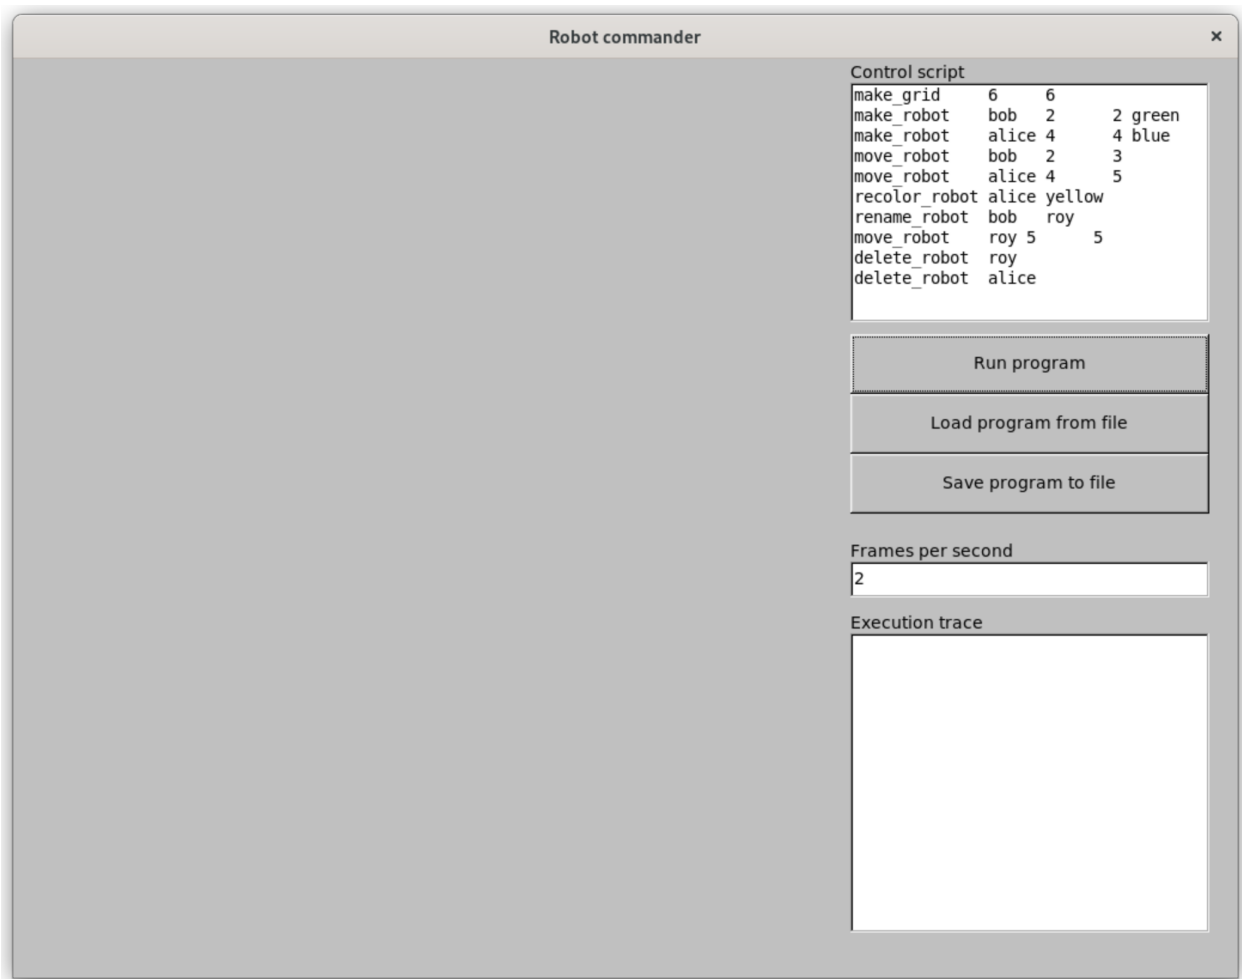 Robot commander
Control script
make_grid     6     6
make_robot    bob   2      2 green
make_robot    alice 4      4 blue
move_robot    bob   2      3
move_robot    alice 4      5
recolor_robot alice yellow
rename_robot  bob   roy
move_robot    roy 5      5
delete_robot  roy
delete_robot  alice
Run program
Load program from file
Save program to file
Frames per second
2
Execution trace